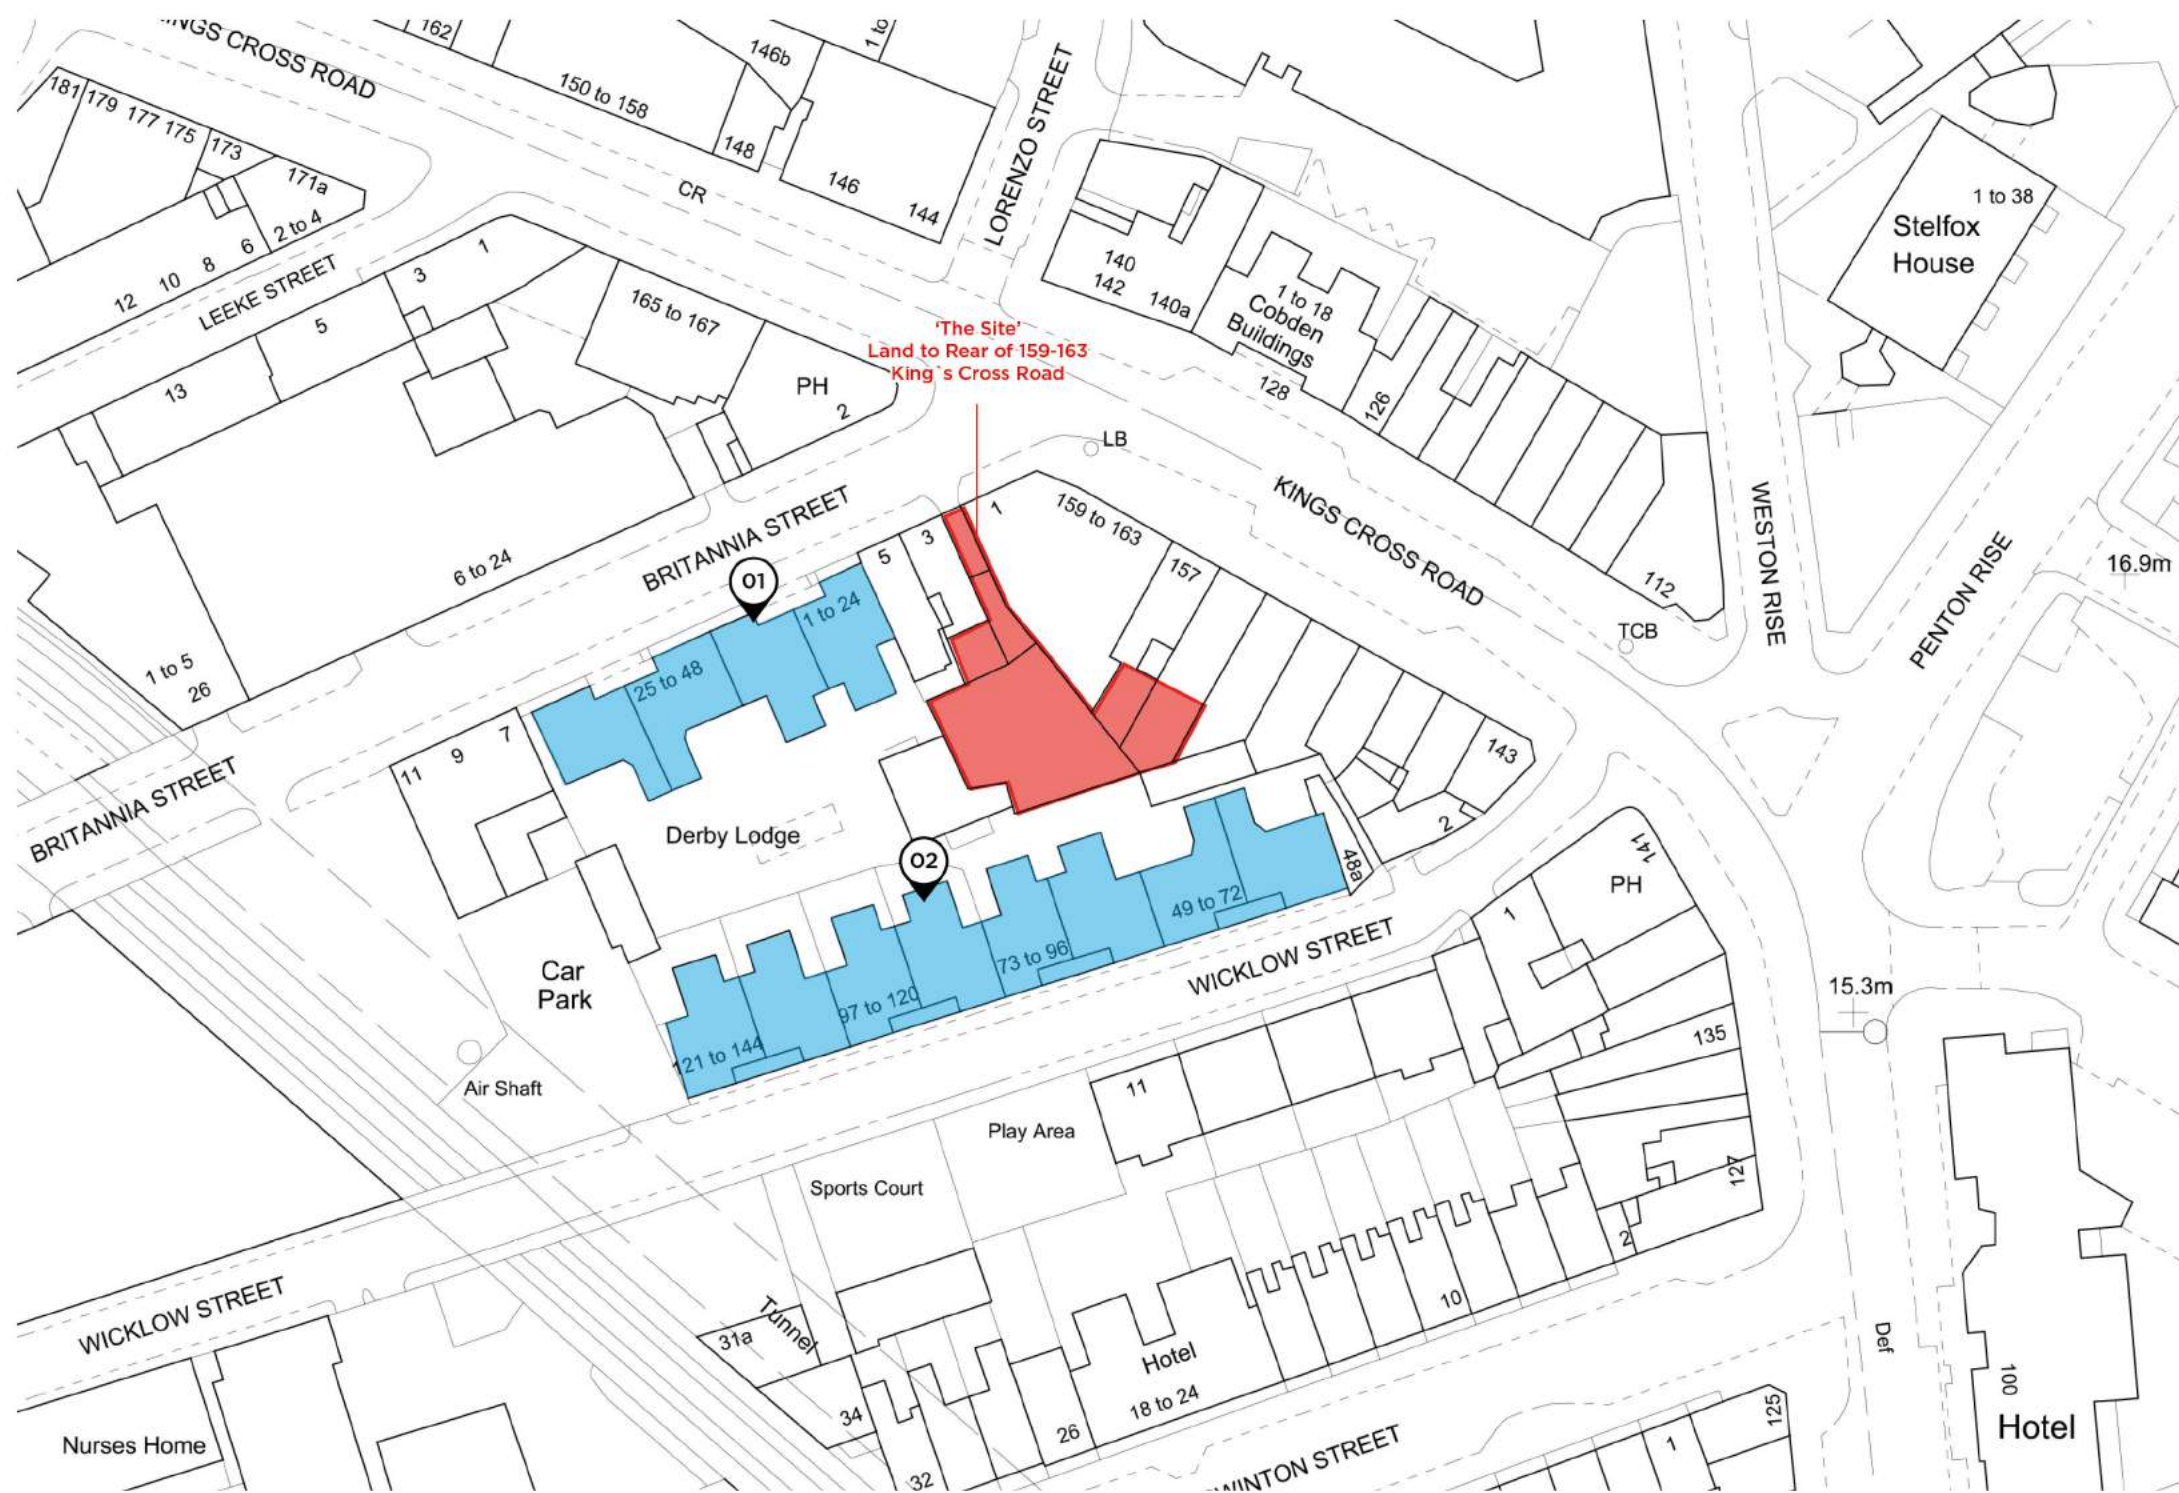 KINGS CROSS ROAD
162
150 to 158
146b
1 to
148
146
144
LORENZO STREET
181
179
177
175
173
171a
2 to 4
6
8
10
12
LEEKE STREET
CR
1
3
5
13
165 to 167
PH
2
'The Site'
Land to Rear of 159-163
King`s Cross Road
140
142
140a
1 to 18
Cobden
Buildings
128
126
112
1 to 38
Stelfox
House
WESTON RISE
PENTON RISE
16.9m
LB
KINGS CROSS ROAD
TCB
BRITANNIA STREET
6 to 24
1 to 5
26
01
1 to 24
25 to 48
5
3
1
159 to 163
157
143
2
48a
11
9
7
BRITANNIA STREET
Derby Lodge
02
49 to 72
73 to 96
97 to 120
121 to 144
Car
Park
Air Shaft
WICKLOW STREET
1
PH
141
135
127
2
15.3m
11
Play Area
Sports Court
WICKLOW STREET
Tunnel
31a
34
32
26
Hotel
18 to 24
10
Nurses Home
WINTON STREET
1
125
Def
100
Hotel